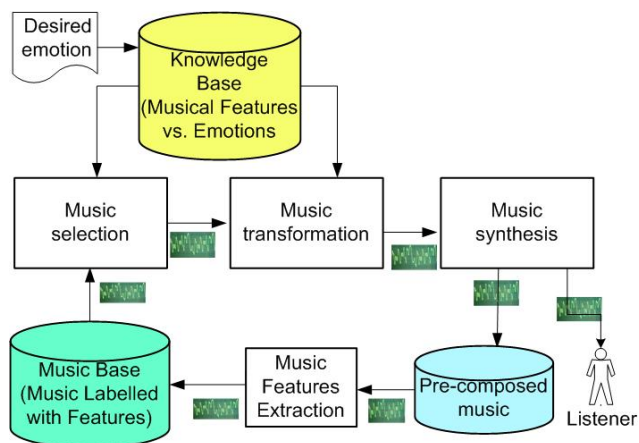 Desired
emotion
Knowledge
Base
(Musical Features
vs. Emotions
Music
selection
Music
transformation
Music
synthesis
Music Base
(Music Labelled
with Features)
Music
Features
Extraction
Pre-composed
music
Listener